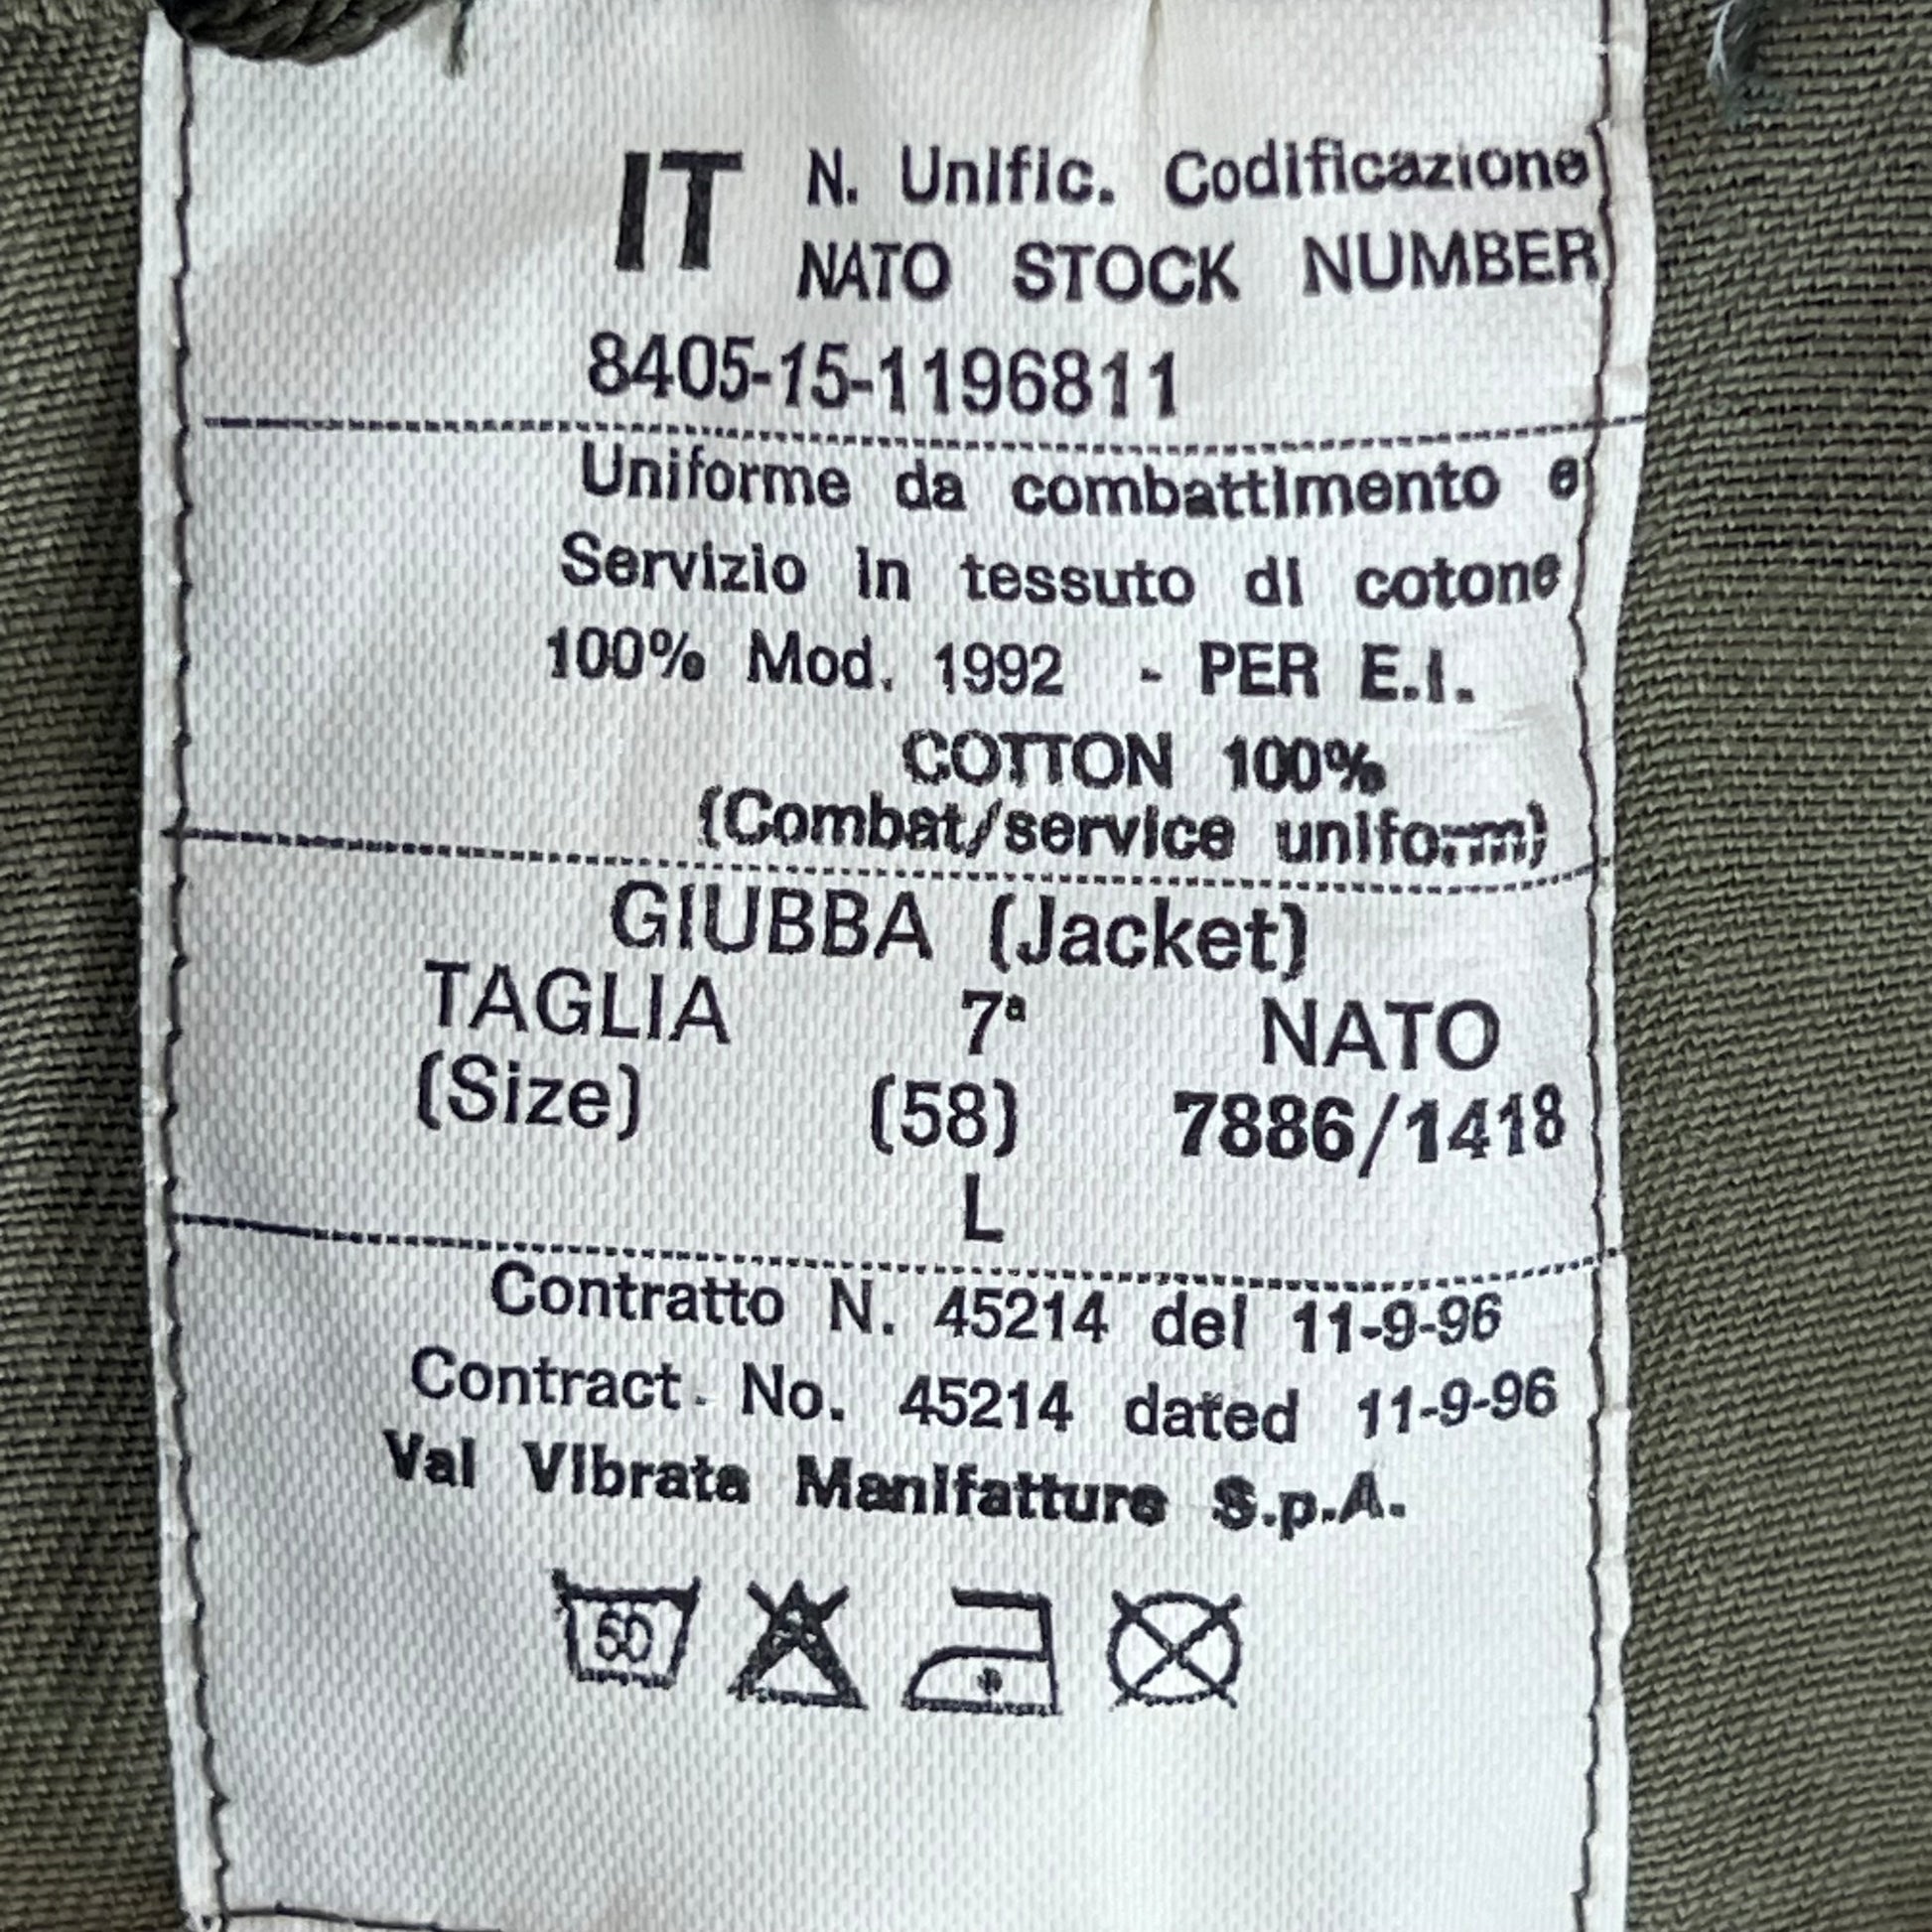 IT N. Unific. Codificazione
NATO STOCK NUMBER
8405-15-1196811
Uniforme da combattimento e
Servizio in tessuto di cotone
100% Mod. 1992 - PER E.I.
COTTON 100%
(Combat/service uniform)
GIUBBA (Jacket)
TAGLIA 7ª NATO
(Size) (58) 7886/1418
L
Contratto N. 45214 del 11-9-96
Contract. No. 45214 dated 11-9-96
Val Vibrata Manifatture S.p.A.